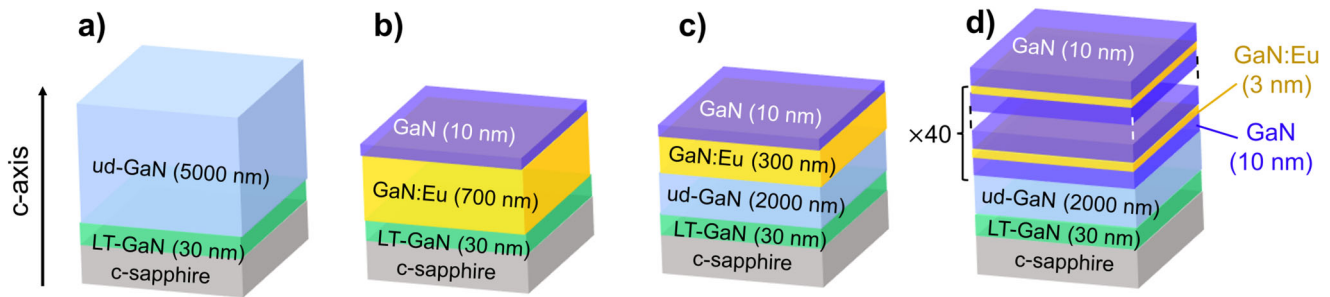 a)
c-axis
ud-GaN (5000 nm)
LT-GaN (30 nm)
c-sapphire
b)
GaN (10 nm)
GaN:Eu (700 nm)
LT-GaN (30 nm)
c-sapphire
c)
GaN (10 nm)
GaN:Eu (300 nm)
ud-GaN (2000 nm)
LT-GaN (30 nm)
c-sapphire
d)
GaN (10 nm)
×40
GaN:Eu
(3 nm)
GaN
(10 nm)
ud-GaN (2000 nm)
LT-GaN (30 nm)
c-sapphire